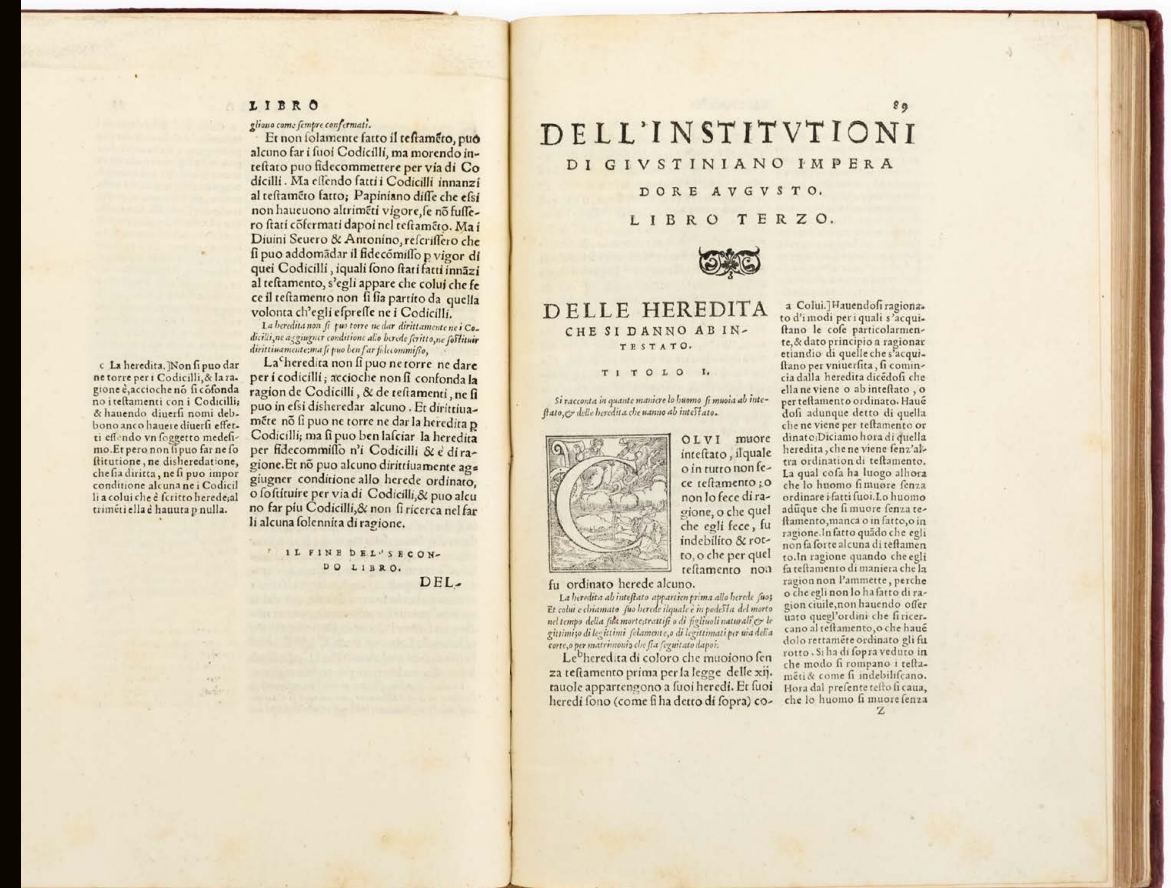 LIBRO
gliono come sempre confermati.
Et non solamente fatto il testamẽto, può
alcuno far i suoi Codicilli, ma morendo in-
testato puo fidecommettere per via di Co
dicilli. Ma essendo fatti i Codicilli innanzi
al testamẽto fatto; Papiniano disse che essi
non haueuono altrimẽti vigore, se nõ fusse-
ro stati cõfermati dapoi nel testamẽto. Ma i
Diuini Seuero & Antonino, rescrissero che
si puo addomãdar il fidecõmisso p vigor di
quei Codicilli, iquali sono stati fatti innãzi
al testamento, s'egli appare che colui che fe
ce il testamento non si sia partito da quella
volonta ch'egli espresse ne i Codicilli.
La heredita non si puo torre ne dar dirittamente ne i Co-
dicilli, ne aggiugner conditione allo herede scritto, ne sostituir
dirittiuamente: ma si puo ben far fidecommisso,
La heredita non si puo ne torre ne dare
per i codicilli; accioche non si confonda la
ragion de Codicilli, & de testamenti, ne si
puo in essi disheredar alcuno. Et dirittiua-
mẽte nõ si puo ne torre ne dar la heredita p
Codicilli; ma si puo ben lasciar la heredita
per fidecommisso n'i Codicilli & è di ra-
gione. Et nõ puo alcuno dirittiuamente ag-
giugner conditione allo herede ordinato,
o sostituire per via di Codicilli, & puo alcu
no far piu Codicilli, & non si ricerca nel far
li alcuna solennita di ragione.
IL FINE DEL' SECON-
DO LIBRO.
DEL-
c La heredita.] Non si puo dar
ne torre per i Codicilli, & la ra-
gione è, accioche nõ si cõfonda
no i testamenti con i Codicilli;
& hauendo diuersi nomi deb-
bono anco hauere diuersi effet-
ti essendo vn soggetto medesi-
mo. Et pero non si puo far ne so
stitutione, ne disheredatione,
che sia diritta, ne si puo impor
conditione alcuna ne i Codicil
li a colui che è scritto herede; al
trimẽti ella è hauuta p nulla.
89
DELL'INSTITVTIONI
DI GIVSTINIANO IMPERA
DORE AVGVSTO.
LIBRO TERZO.
DELLE HEREDITA
CHE SI DANNO AB IN-
TESTATO.
TITOLO I.
Si racconta in quante maniere lo huomo si muoia ab inte-
stato, & delle heredita che uanno ab intestato.
COLVI muore
intestato, ilquale
o in tutto non fe-
ce testamento; o
non lo fece di ra-
gione, o che quel
che egli fece, fu
indebilito & rot-
to, o che per quel
testamento non
fu ordinato herede alcuno.
La heredita ab intestato appartien prima allo herede suo;
Et colui è chiamato suo herede ilquale è in podesta del morto
nel tempo della sua morte; trattisi o di figliuoli naturali & le
gittimi; o di legittimi solamente, o di legittimati per uia della
corte, o per matrimonio che sia seguitato dapoi.
Le b heredita di coloro che muoiono sen
za testamento prima per la legge delle xij.
tauole appartengono a suoi heredi. Et suoi
heredi sono (come si ha detto di sopra) co-
a Colui.] Hauendosi ragiona-
to d'i modi per i quali s'acqui-
stano le cose particolarmen-
te, & dato principio a ragionar
etiandio di quelle che s'acqui-
stano per vniuersita, si comin-
cia dalla heredita dicẽdosi che
ella ne viene o ab intestato, o
per testamento ordinato. Hauẽ
dosi adunque detto di quella
che ne viene per testamento or
dinato; Diciamo hora di quella
heredita, che ne viene senz'al-
tra ordination di testamento.
La qual cosa ha luogo alhora
che lo huomo si muore senza
ordinare i fatti suoi. Lo huomo
adũque che si muore senza te-
stamento, manca o in fatto, o in
ragione. In fatto quãdo che egli
non fa sorte alcuna di testamen
to. In ragione quando che egli
fa testamento di maniera che la
ragion non l'ammette, perche
o che egli non lo ha fatto di ra-
gion ciuile, non hauendo osser
uato quegl'ordini che si ricer-
cano al testamento, o che hauẽ
dolo rettamẽte ordinato gli fu
rotto. Si ha di sopra veduto in
che modo si rompano i testa-
mẽti & come si indebiliscano.
Hora dal presente testo si caua,
che lo huomo si muore senza
Z